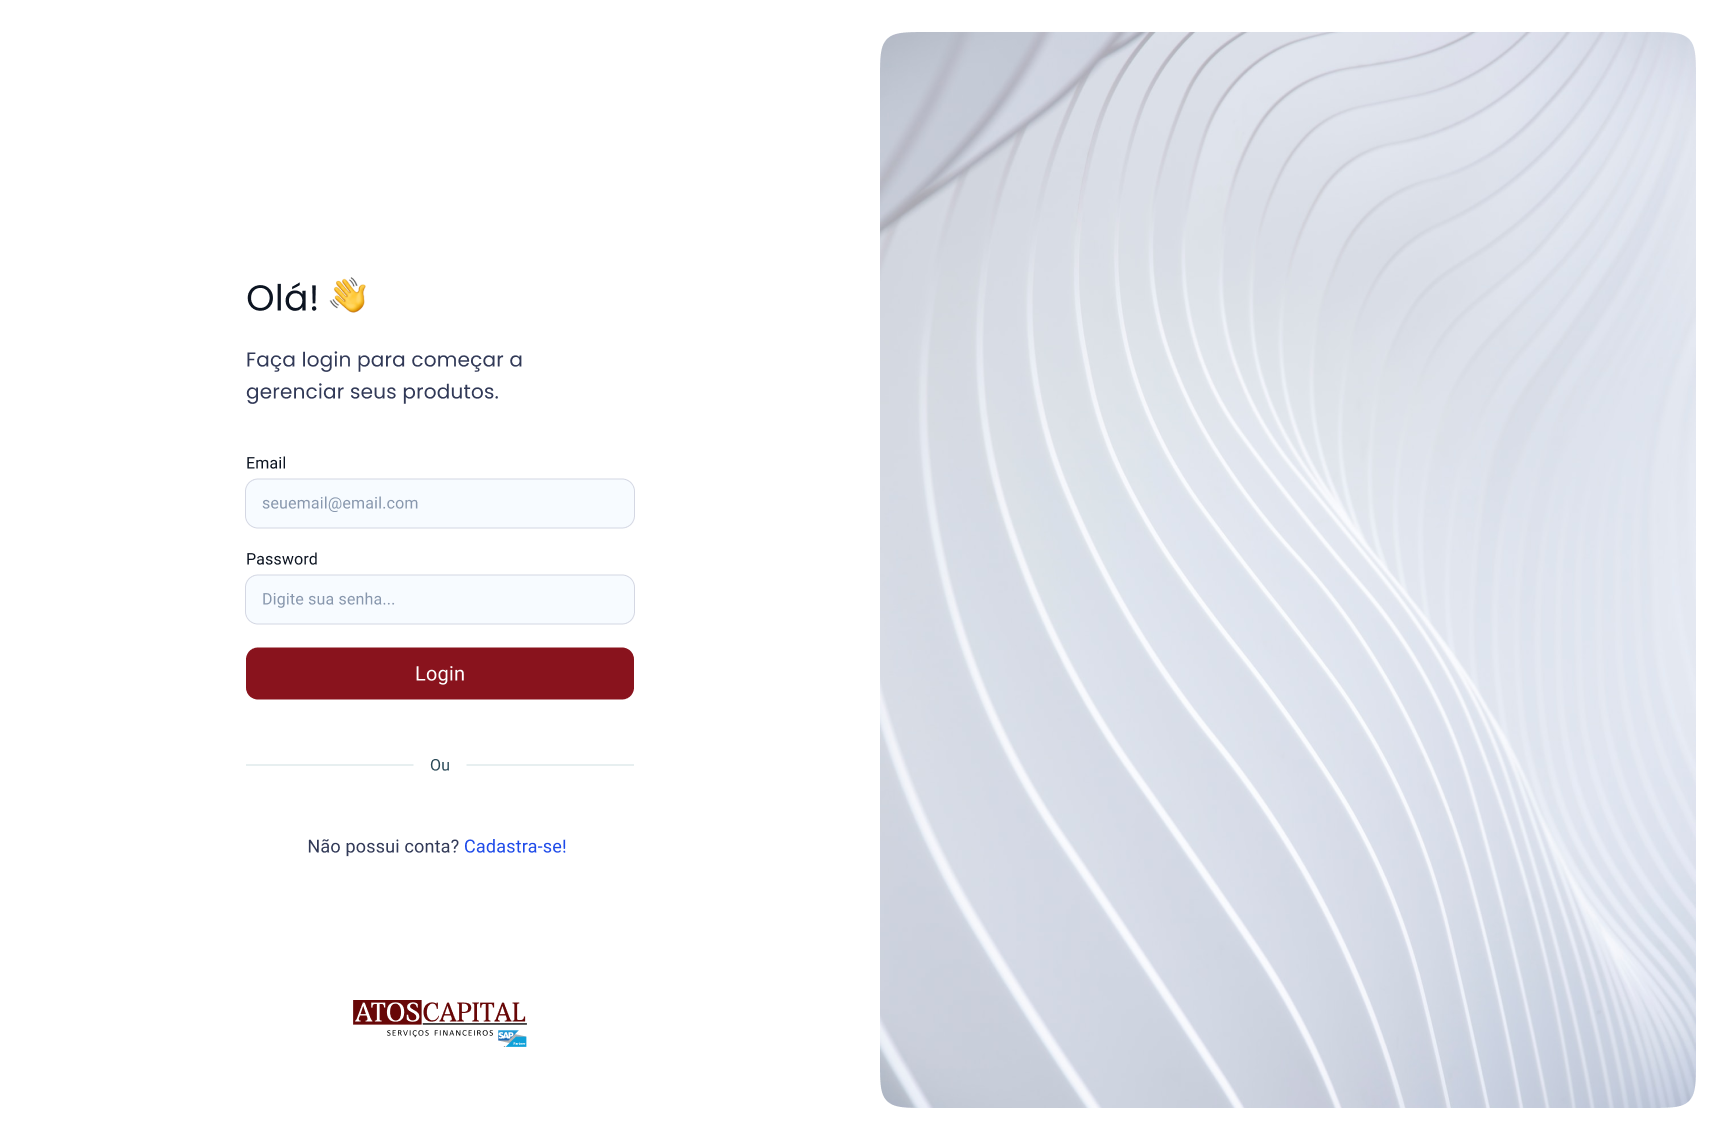 Olá! 👋
Faça login para começar a
gerenciar seus produtos.
Email
seuemail@email.com
Password
Digite sua senha...
Login
Ou
Não possui conta? Cadastra-se!
ATOSCAPITAL
SERVIÇOS FINANCEIROS
SAP